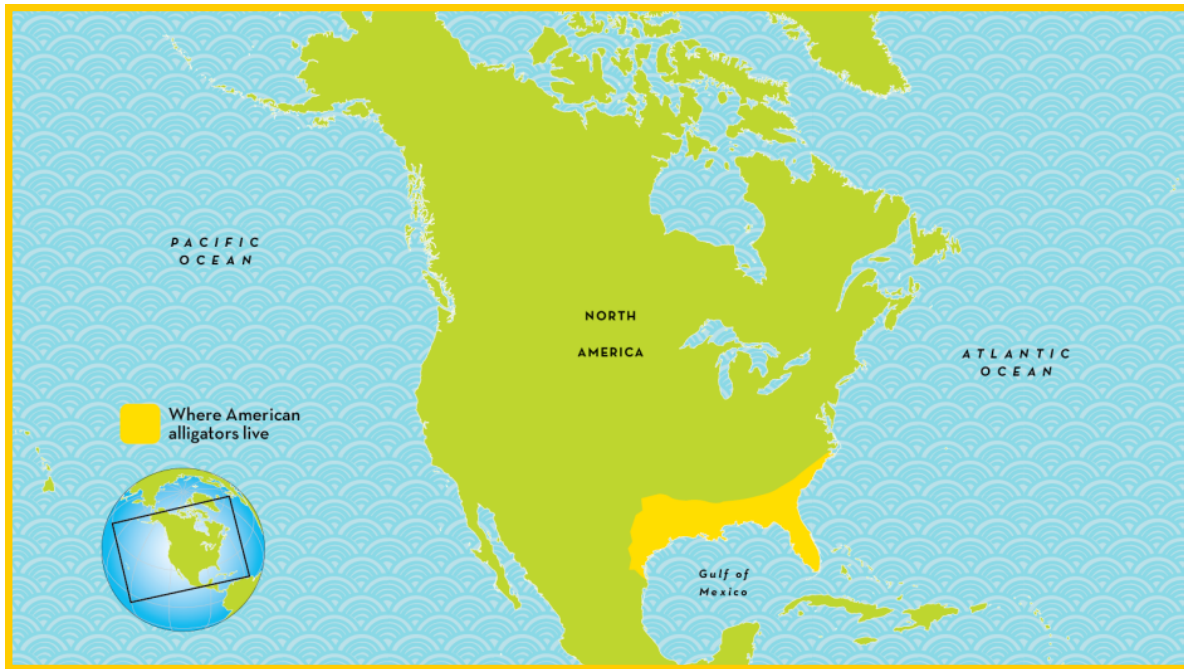 PACIFIC
OCEAN
NORTH
AMERICA
ATLANTIC
OCEAN
Where American
alligators live
Gulf of
Mexico